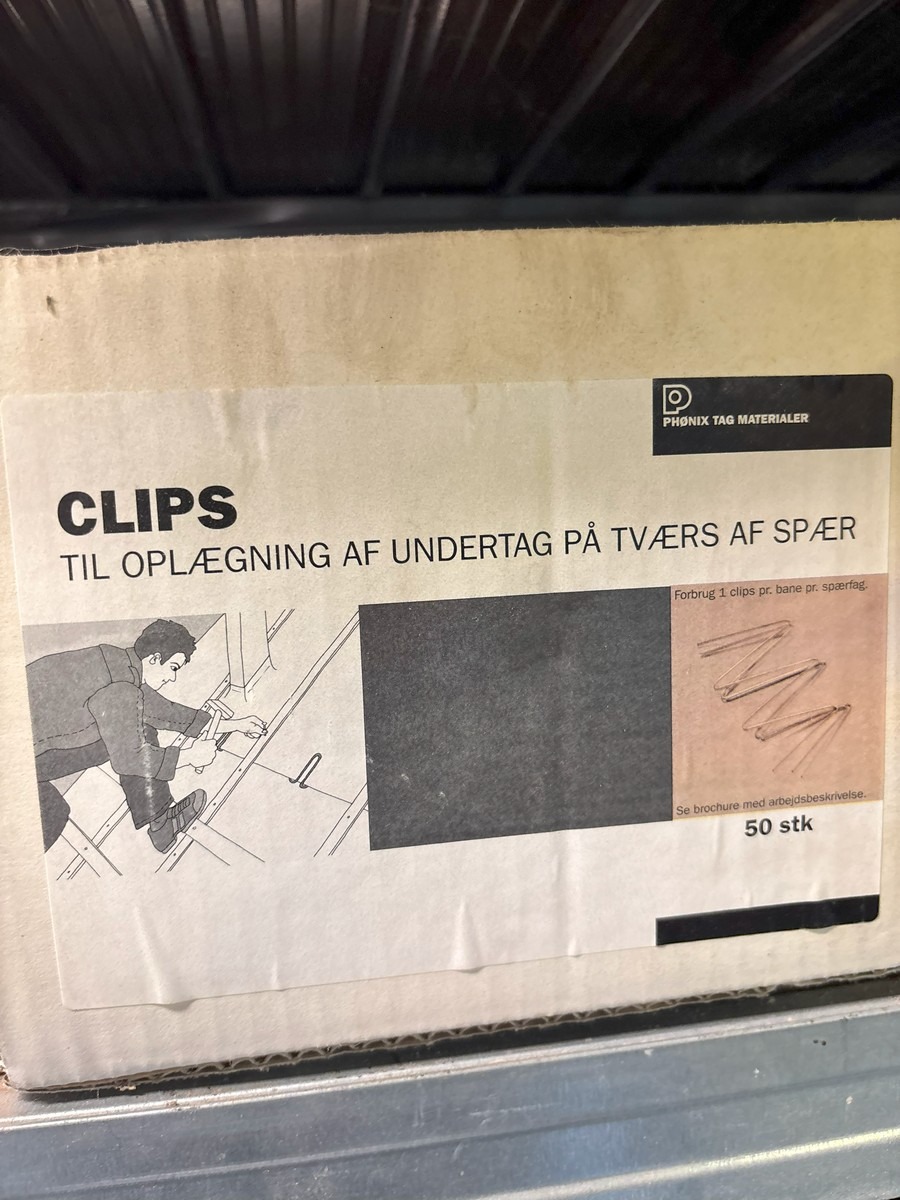 PHØNIX TAG MATERIALER
CLIPS
TIL OPLÆGNING AF UNDERTAG PÅ TVÆRS AF SPÆR
Forbrug 1 clips pr. bane pr. spærfag.
Se brochure med arbejdsbeskrivelse.
50 stk